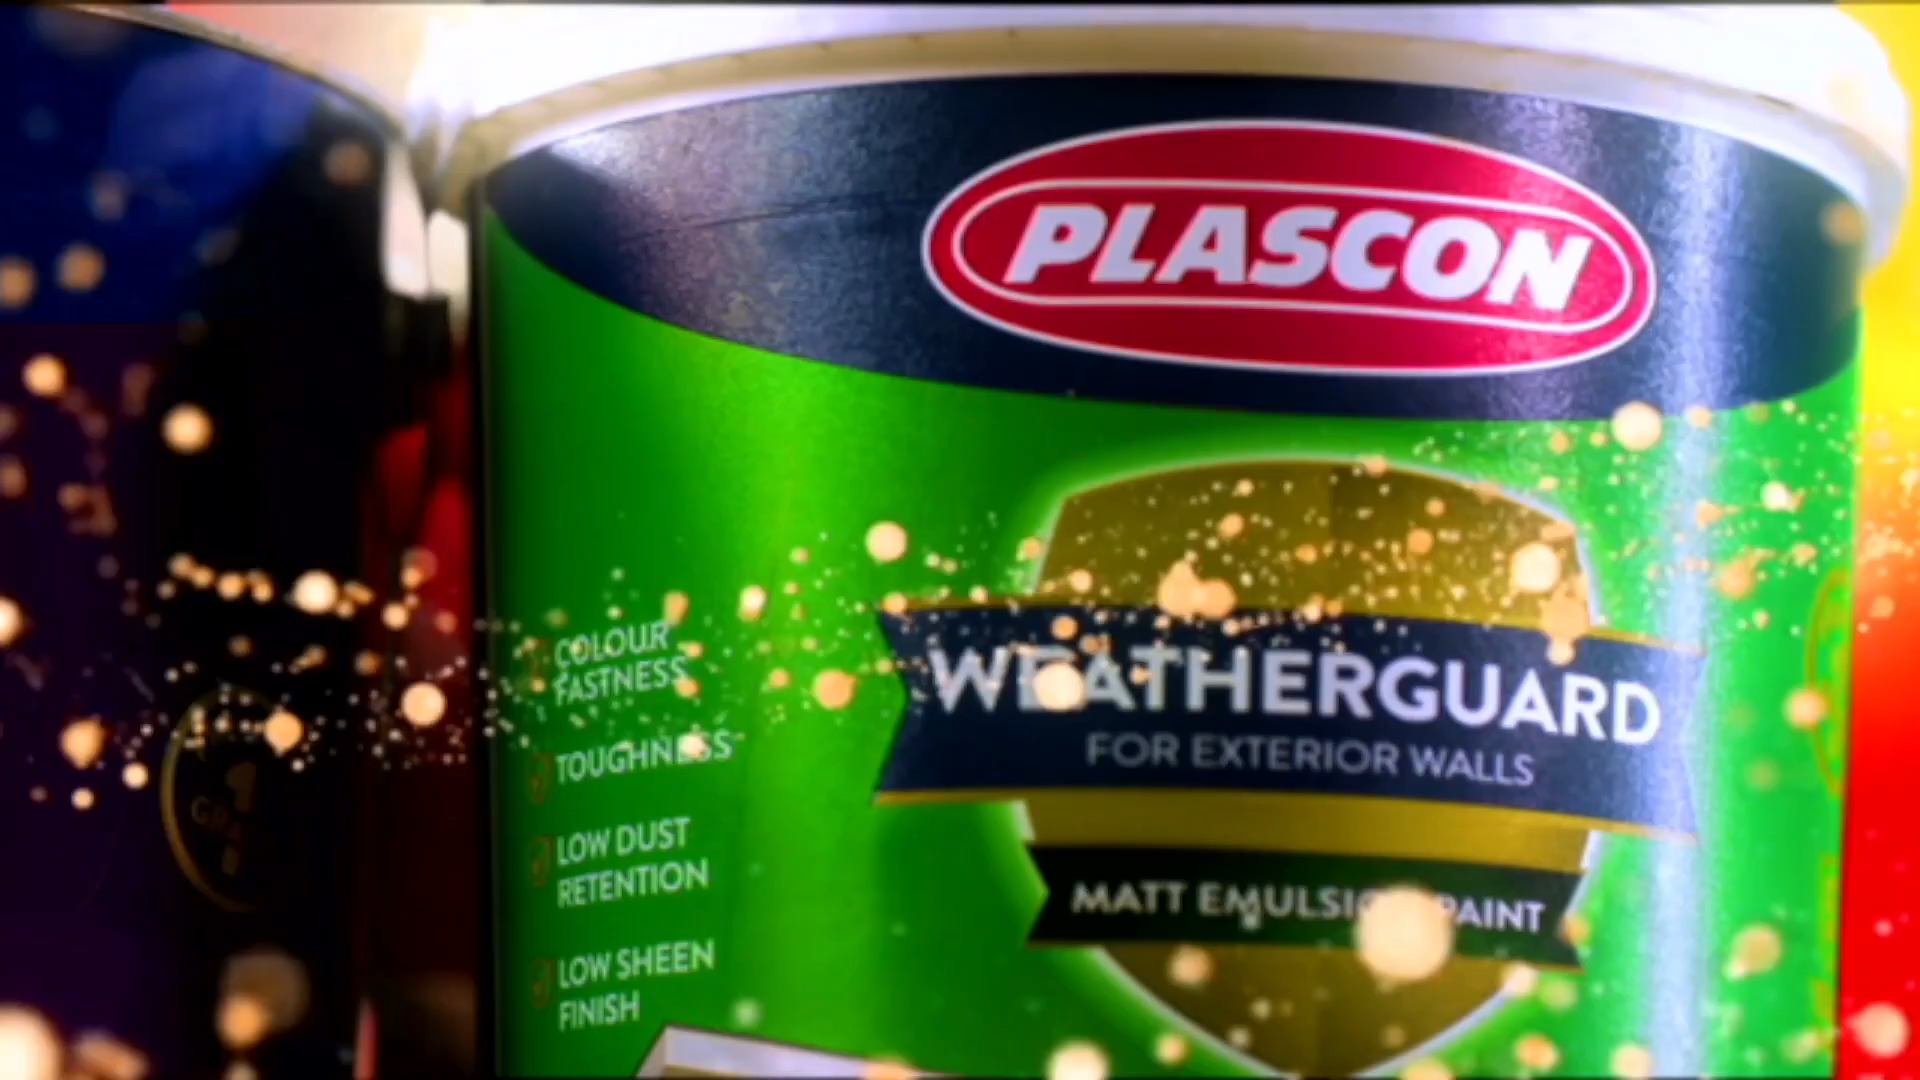 PLASCON
WEATHERGUARD
FOR EXTERIOR WALLS
MATT EMULSION PAINT
COLOUR
FASTNESS
TOUGHNESS
LOW DUST
RETENTION
LOW SHEEN
FINISH